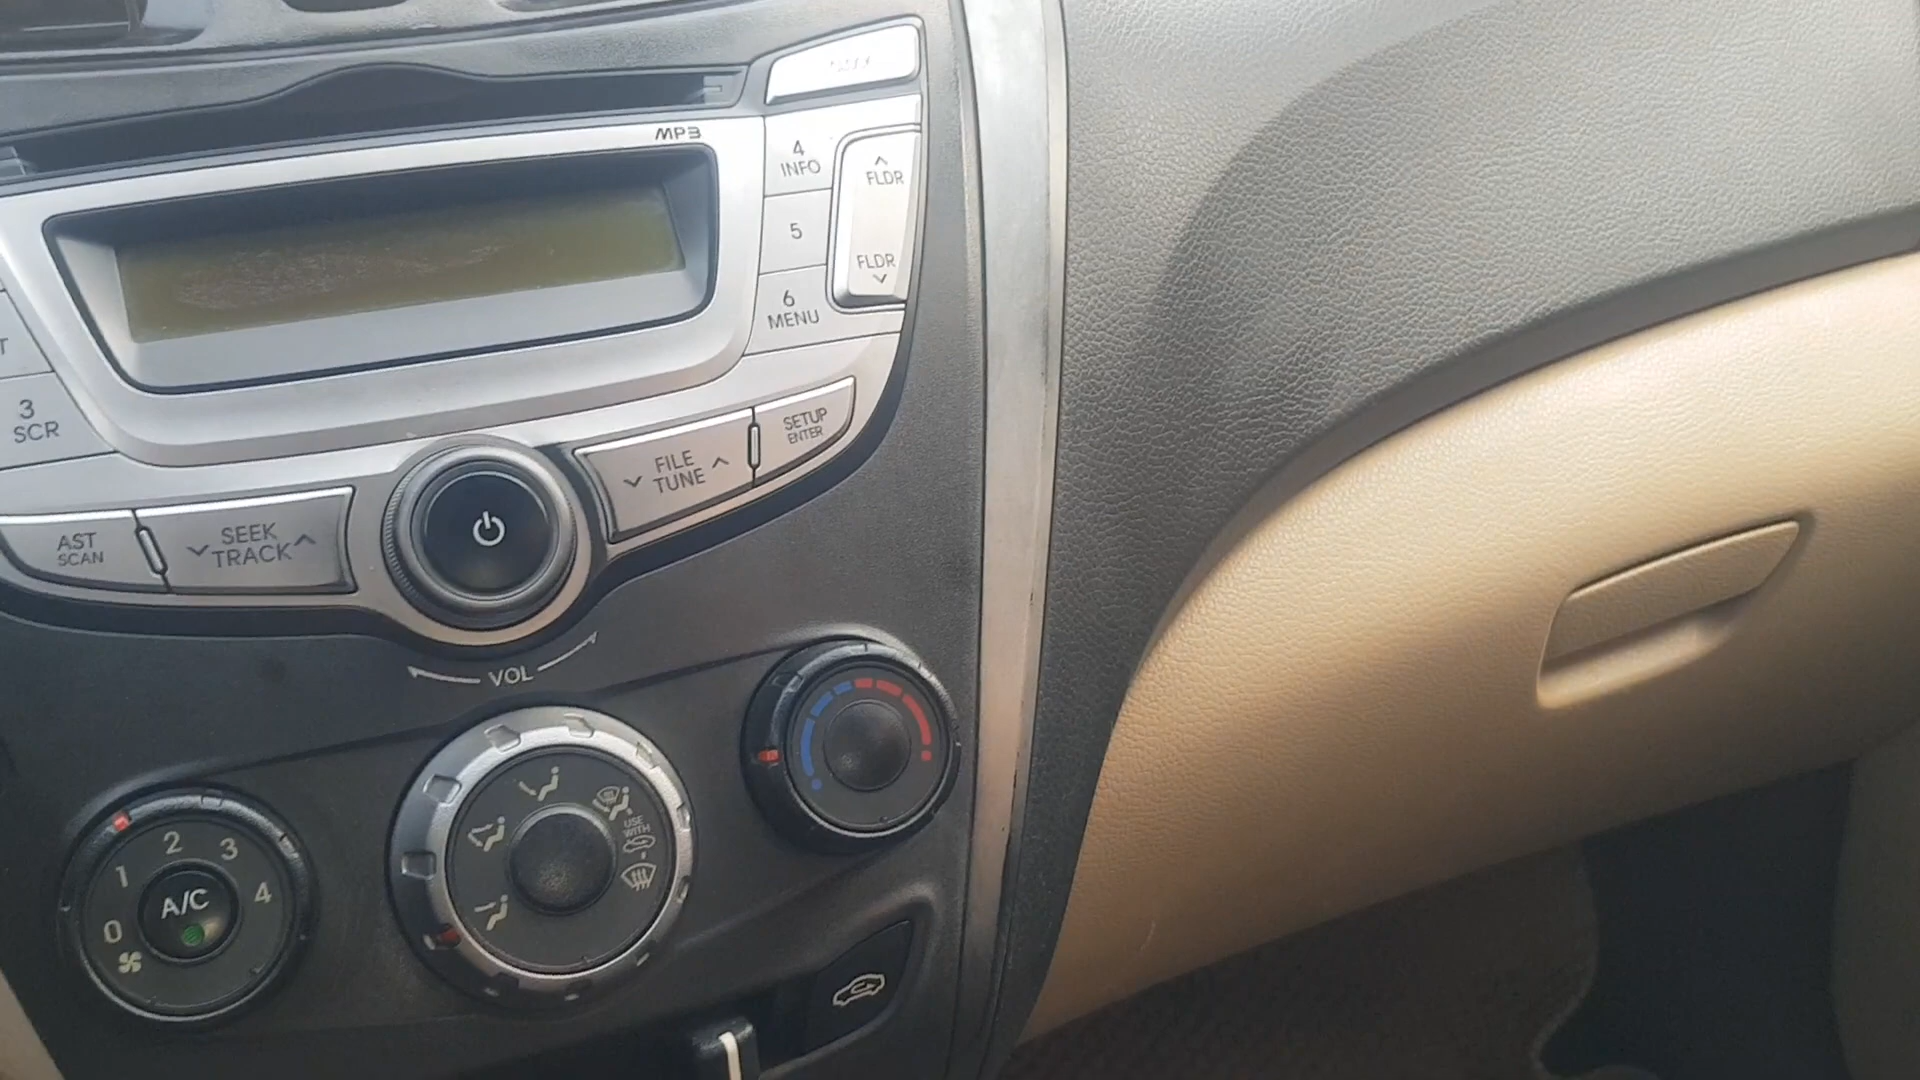 MP3
4
INFO
FLDR
5
FLDR
6
MENU
T
3
SCR
SETUP
ENTER
FILE
TUNE
AST
SCAN
SEEK
TRACK
VOL
USE
WITH
0 1 2 3 4
A/C